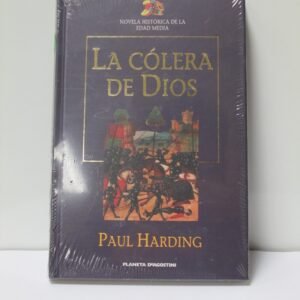 NOVELA HISTÓRICA DE LA
EDAD MEDIA
LA CÓLERA
DE DIOS
PAUL HARDING
PLANETA DEAGOSTINI